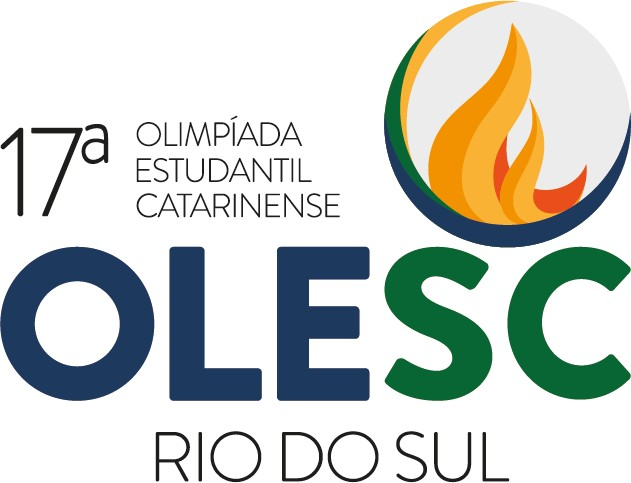 17ª
OLIMPÍADA
ESTUDANTIL
CATARINENSE
OLESC
RIO DO SUL